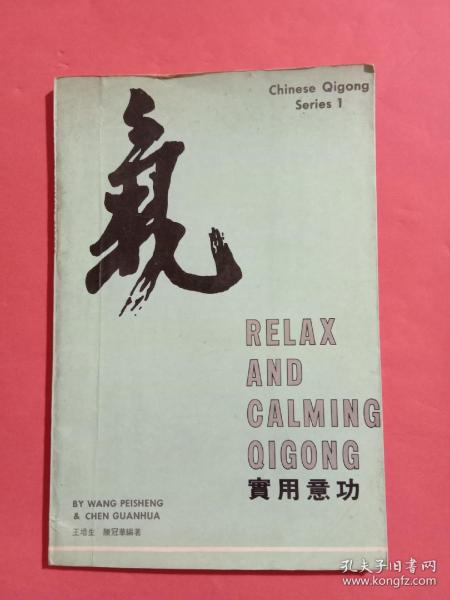 Chinese Qigong
Series 1
氣
RELAX
AND
CALMING
QIGONG
實用意功
BY WANG PEISHENG
& CHEN GUANHUA
王培生 陳冠華編著
孔夫子旧书网
www.kongfz.com